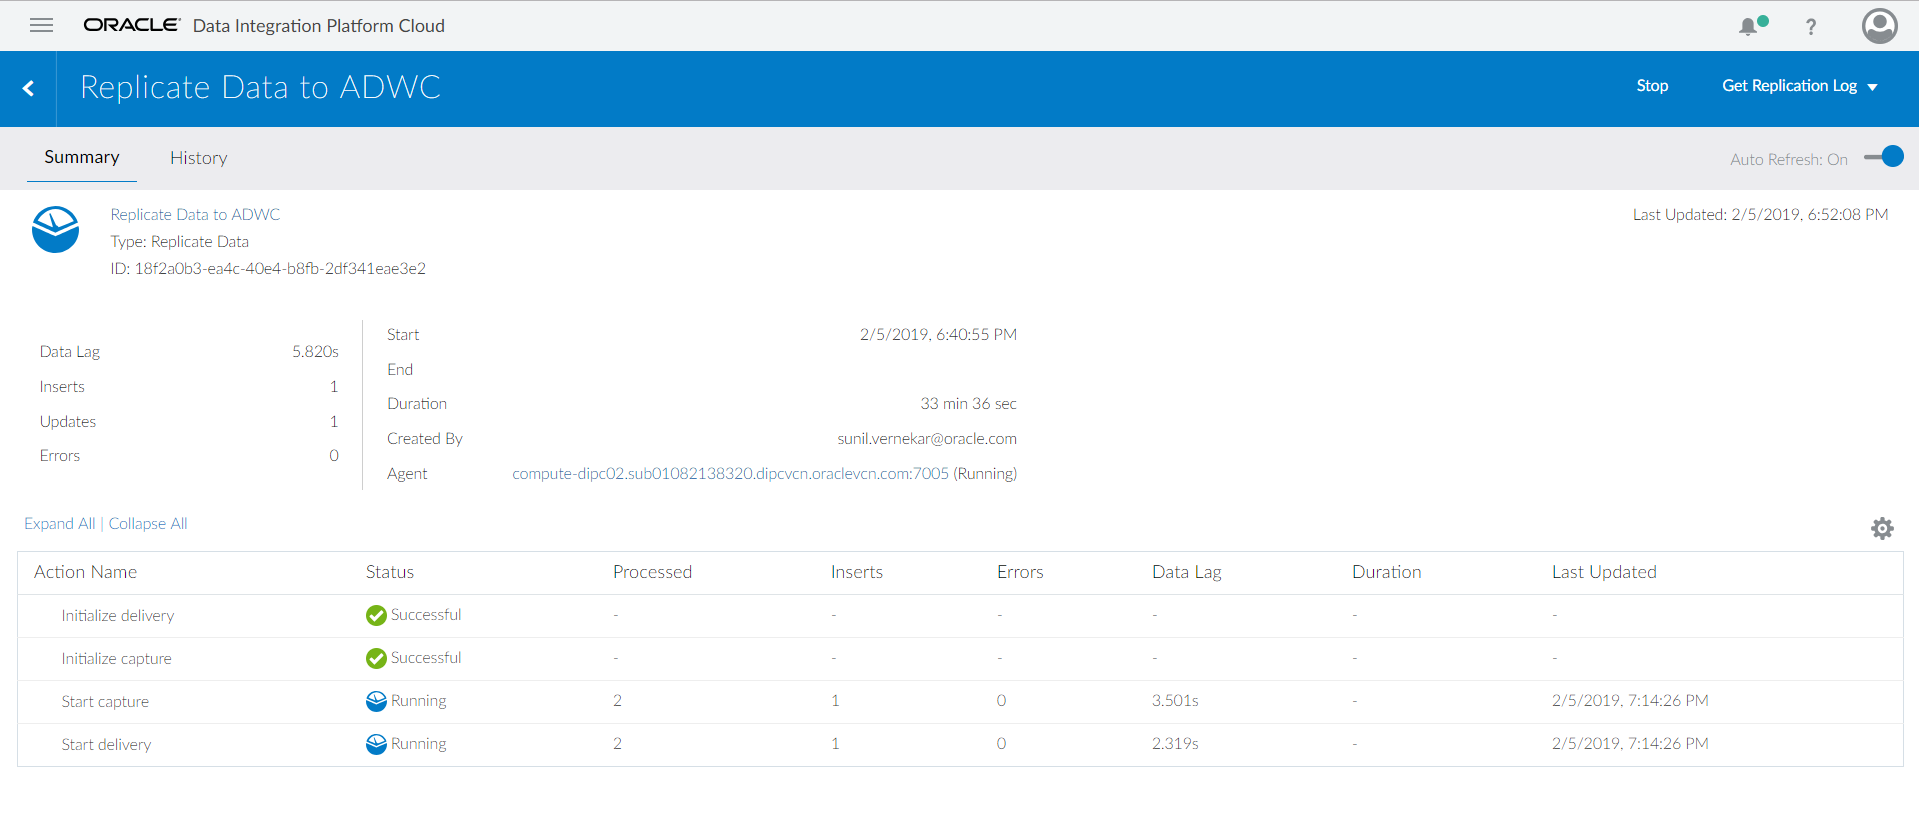 ORACLE Data Integration Platform Cloud ?
Replicate Data to ADWC Stop Get Replication Log
Summary History Auto Refresh: On
Replicate Data to ADWC Last Updated: 2/5/2019, 6:52:08 PM
Type: Replicate Data
ID: 18f2a0b3-ea4c-40e4-b8fb-2df341eae3e2
Data Lag 5.820s
Inserts 1
Updates 1
Errors 0
Start 2/5/2019, 6:40:55 PM
End
Duration 33 min 36 sec
Created By sunil.vernekar@oracle.com
Agent compute-dipc02.sub01082138320.dipcvcn.oraclevcn.com:7005 (Running)
Expand All | Collapse All
Action Name Status Processed Inserts Errors Data Lag Duration Last Updated
Initialize delivery Successful - - - - - -
Initialize capture Successful - - - - - -
Start capture Running 2 1 0 3.501s - 2/5/2019, 7:14:26 PM
Start delivery Running 2 1 0 2.319s - 2/5/2019, 7:14:26 PM